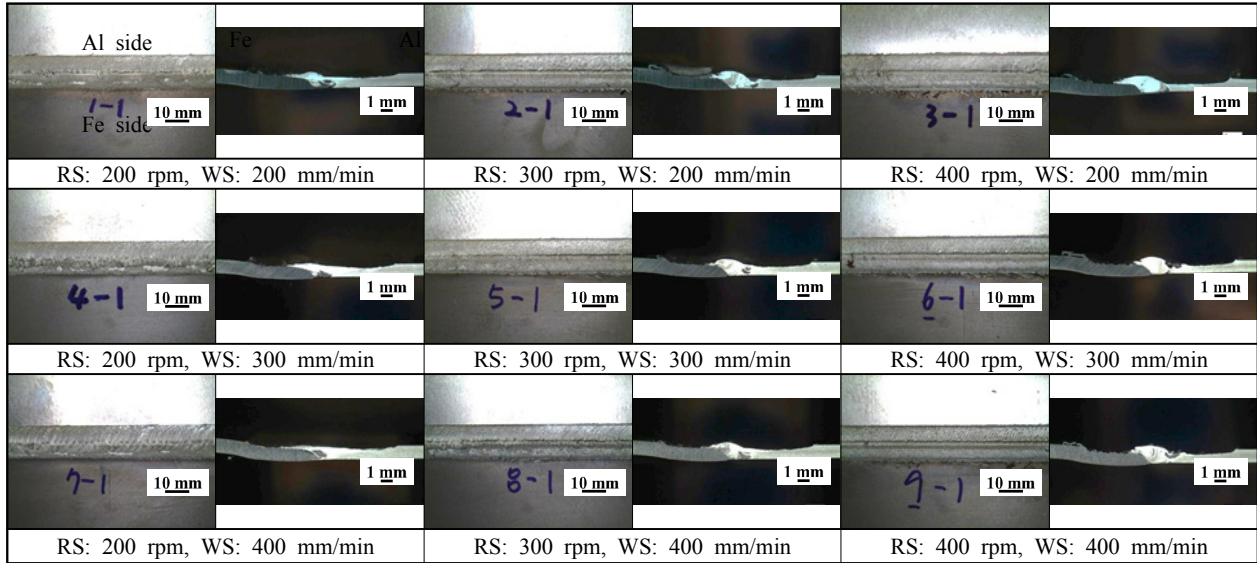 Al side Fe Al
1-1 10 mm 1 mm 2-1 10 mm 1 mm 3-1 10 mm 1 mm
Fe side
RS: 200 rpm, WS: 200 mm/min RS: 300 rpm, WS: 200 mm/min RS: 400 rpm, WS: 200 mm/min
4-1 10 mm 1 mm 5-1 10 mm 1 mm 6-1 10 mm 1 mm
RS: 200 rpm, WS: 300 mm/min RS: 300 rpm, WS: 300 mm/min RS: 400 rpm, WS: 300 mm/min
7-1 10 mm 1 mm 8-1 10 mm 1 mm 9-1 10 mm 1 mm
RS: 200 rpm, WS: 400 mm/min RS: 300 rpm, WS: 400 mm/min RS: 400 rpm, WS: 400 mm/min